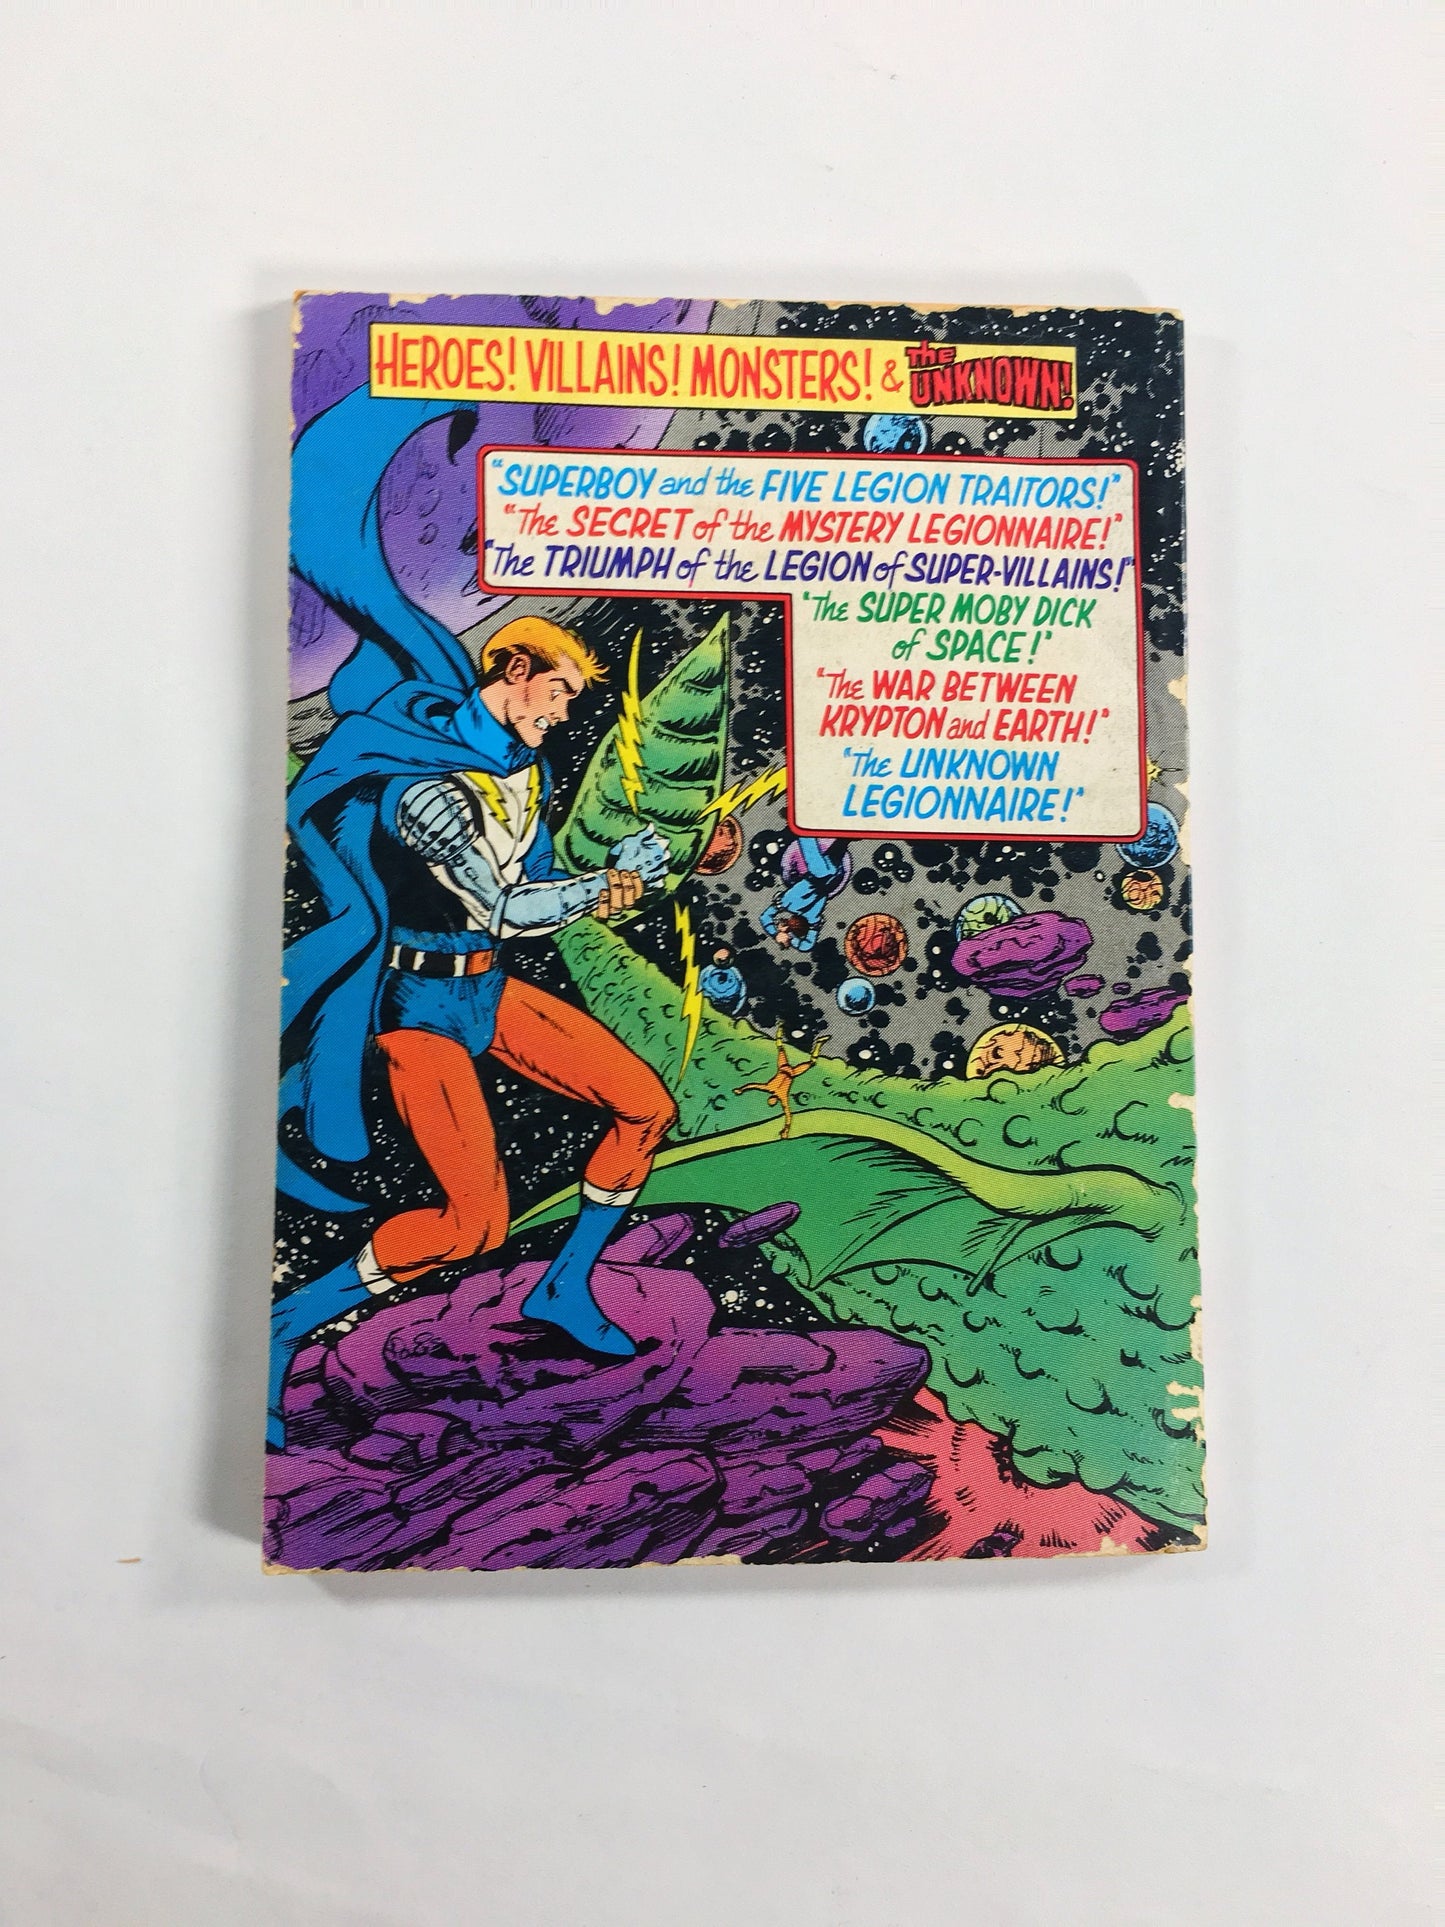 HEROES! VILLAINS! MONSTERS! & The UNKNOWN!
"SUPERBOY and the FIVE LEGION TRAITORS!"
"The SECRET of the MYSTERY LEGIONNAIRE!"
"The TRIUMPH of the LEGION of SUPER-VILLAINS!"
"The SUPER MOBY DICK
of SPACE!"
"The WAR BETWEEN
KRYPTON and EARTH!"
"The UNKNOWN
LEGIONNAIRE!"